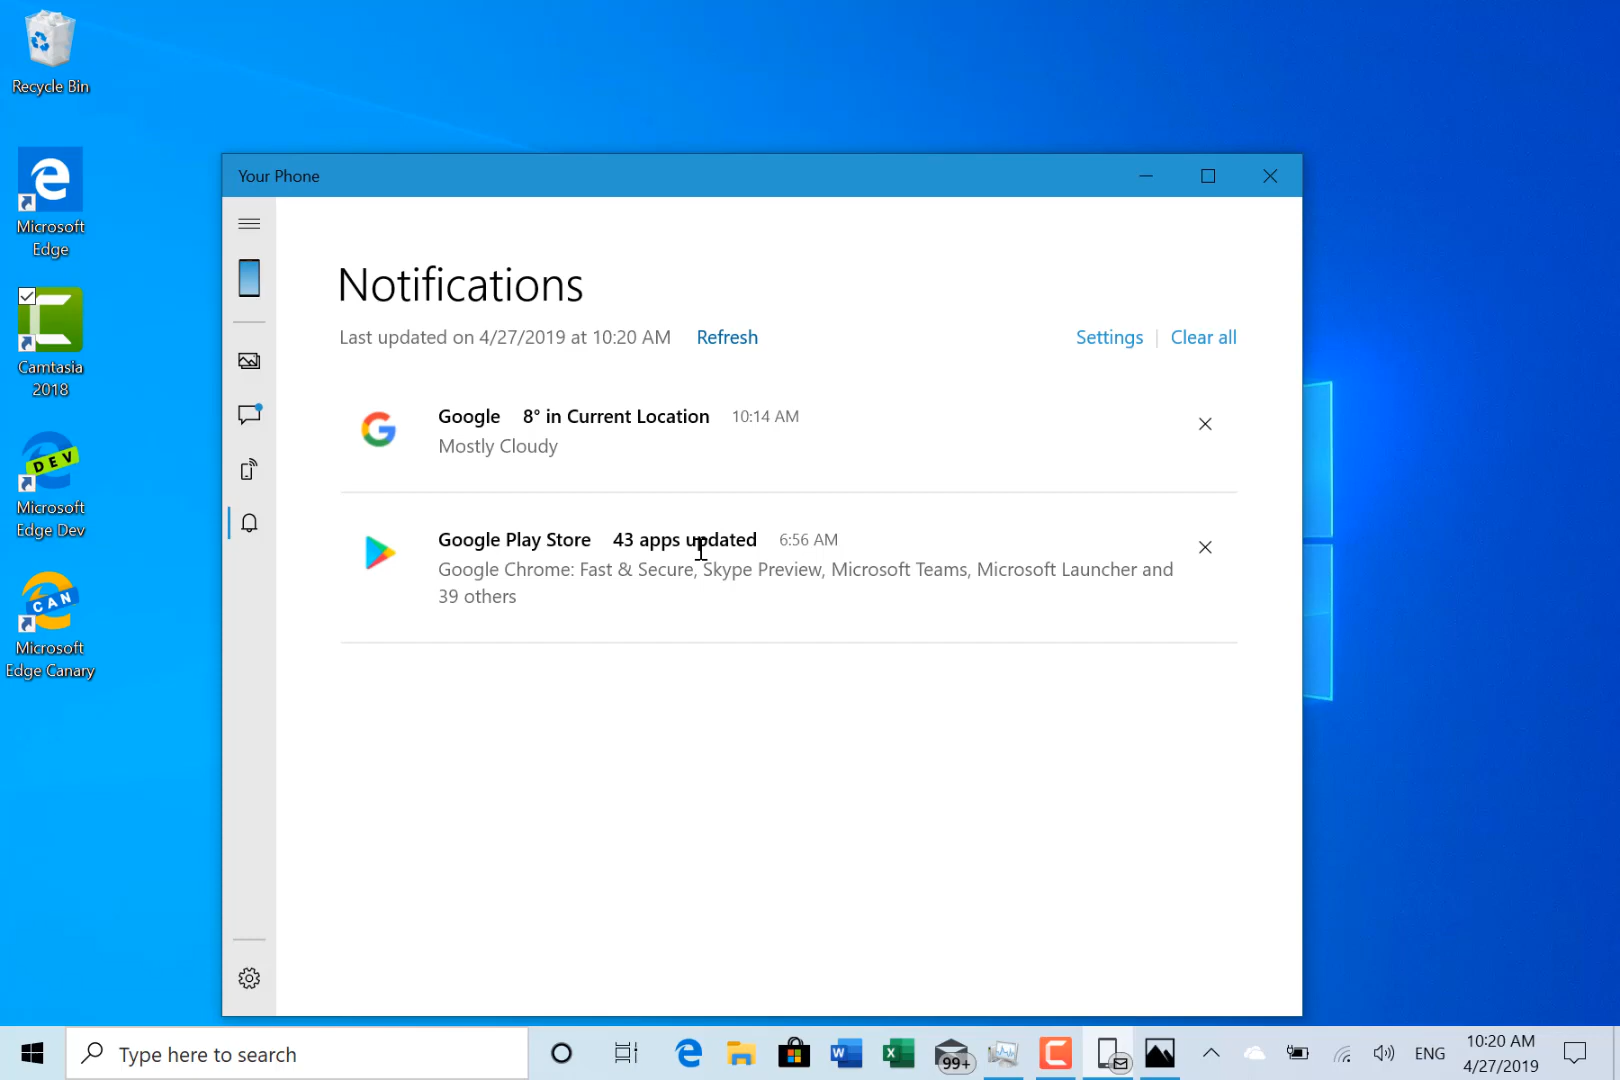 Recycle Bin
Microsoft
Edge
Camtasia
2018
DEV
Microsoft
Edge Dev
CAN
Microsoft
Edge Canary
Your Phone
Notifications
Last updated on 4/27/2019 at 10:20 AM Refresh Settings | Clear all
Google 8° in Current Location 10:14 AM
Mostly Cloudy
Google Play Store 43 apps updated 6:56 AM
Google Chrome: Fast & Secure, Skype Preview, Microsoft Teams, Microsoft Launcher and
39 others
Type here to search
99+
ENG
10:20 AM
4/27/2019